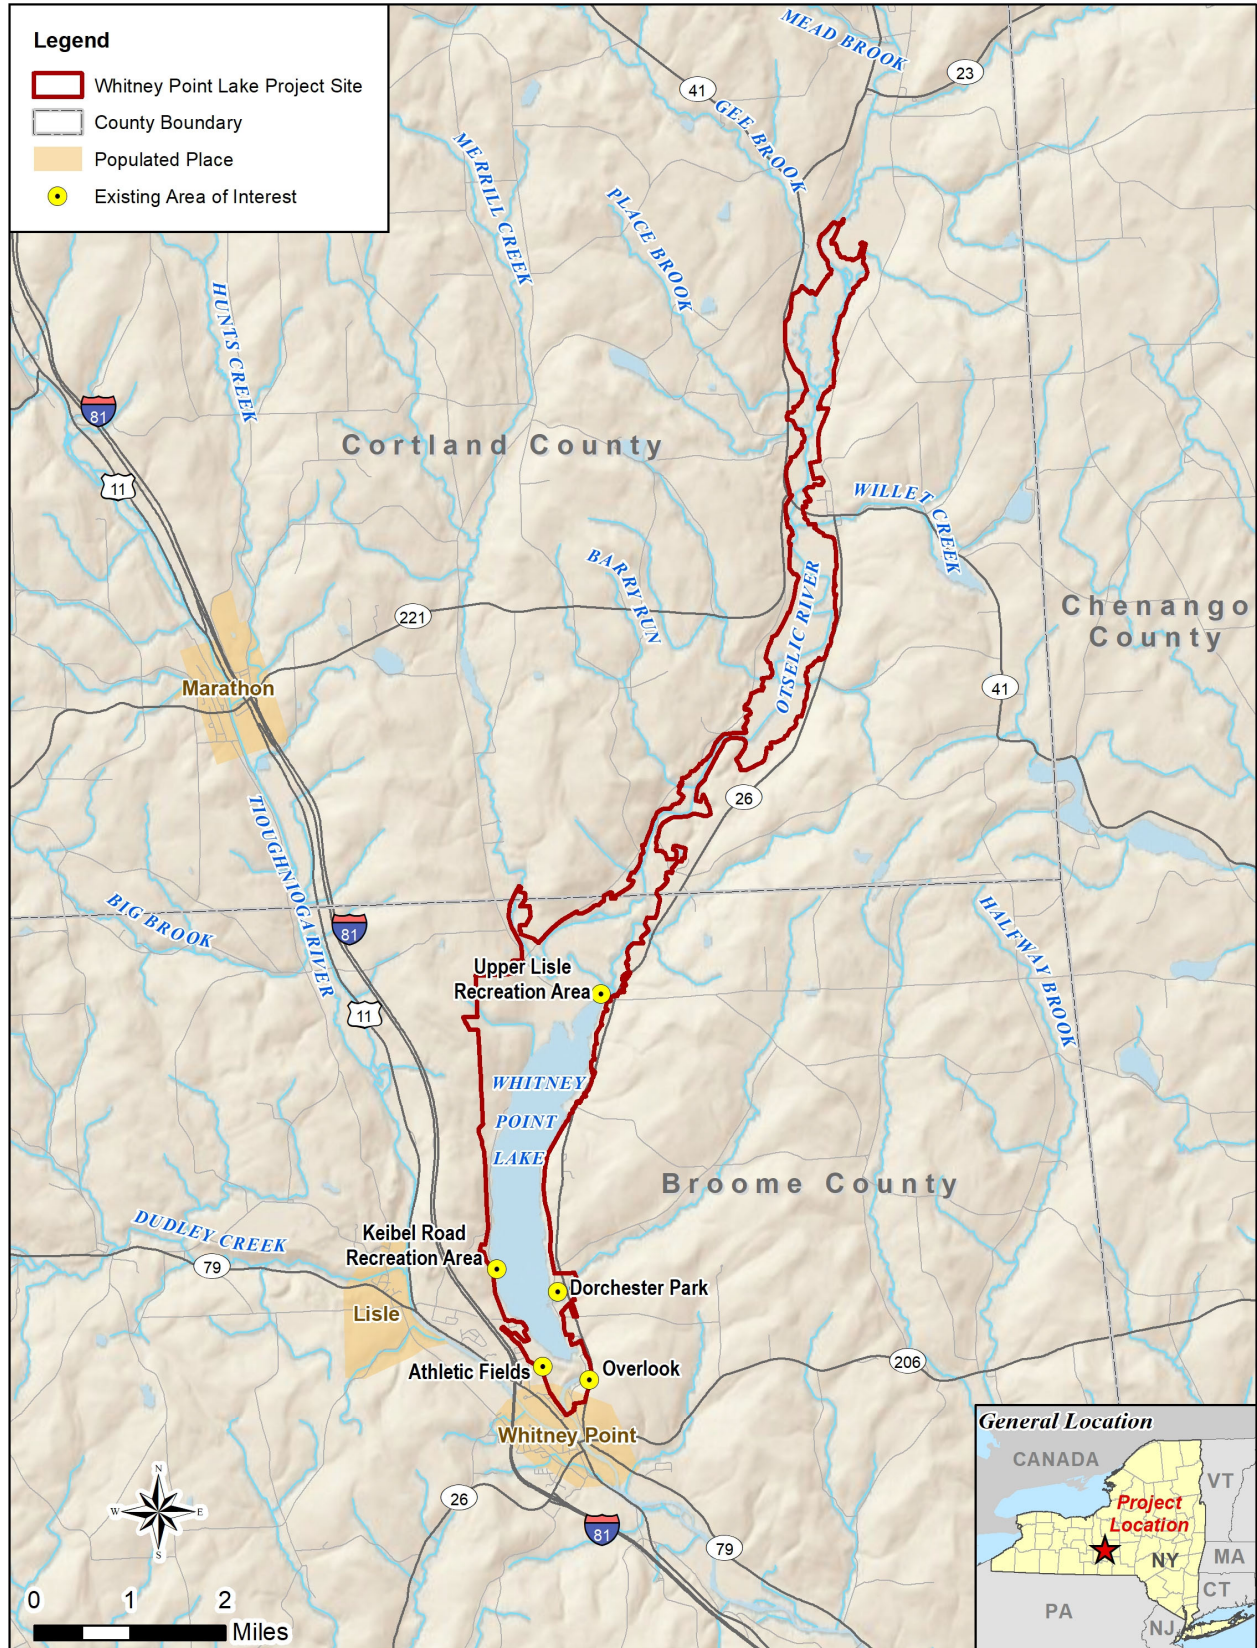 Legend
Whitney Point Lake Project Site
County Boundary
Populated Place
Existing Area of Interest
MEAD BROOK
23
41
GEE BROOK
MERRILL CREEK
PLACE BROOK
HUNTS CREEK
81
Cortland County
11
WILLET CREEK
BARRY RUN
OTSELIC RIVER
Chenango
County
221
Marathon
41
26
TIOUGHNIOGA RIVER
BIG BROOK
81
HALFWAY BROOK
Upper Lisle
Recreation Area
11
WHITNEY
POINT
LAKE
Broome County
DUDLEY CREEK
79
Keibel Road
Recreation Area
Dorchester Park
Lisle
206
Athletic Fields
Overlook
Whitney Point
26
81
79
N
W
E
S
0 1 2
Miles
General Location
CANADA
VT
Project
Location
NY
MA
CT
PA
NJ